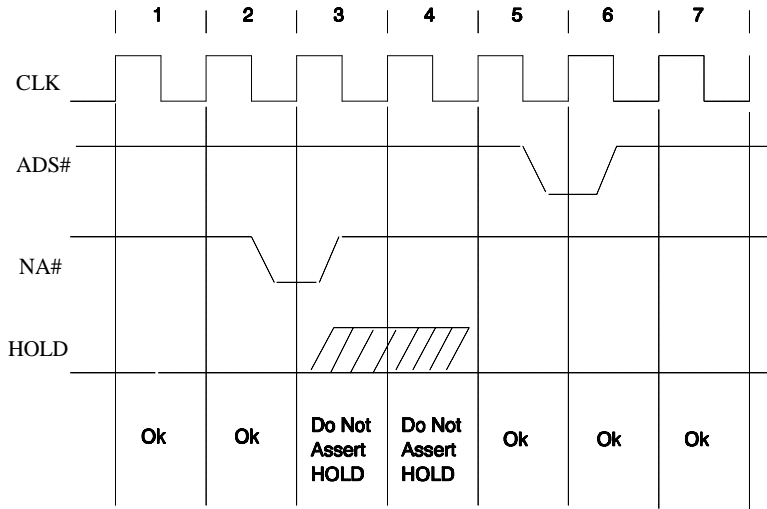 1 2 3 4 5 6 7
CLK
ADS#
NA#
HOLD
Ok Ok Do Not Assert HOLD Do Not Assert HOLD Ok Ok Ok